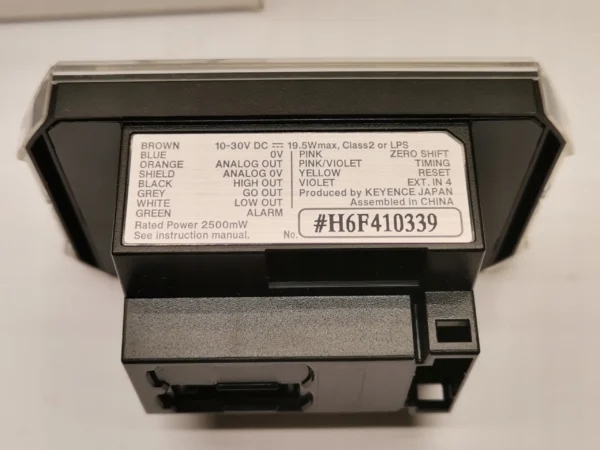 BROWN 10-30V DC ⎓ 19.5Wmax, Class2 or LPS
BLUE 0V
ORANGE ANALOG OUT
SHIELD ANALOG 0V
BLACK HIGH OUT
GREY GO OUT
WHITE LOW OUT
GREEN ALARM
Rated Power 2500mW
See instruction manual.
PINK ZERO SHIFT
PINK/VIOLET TIMING
YELLOW RESET
VIOLET EXT. IN 4
Produced by KEYENCE JAPAN
Assembled in CHINA
No. #H6F410339